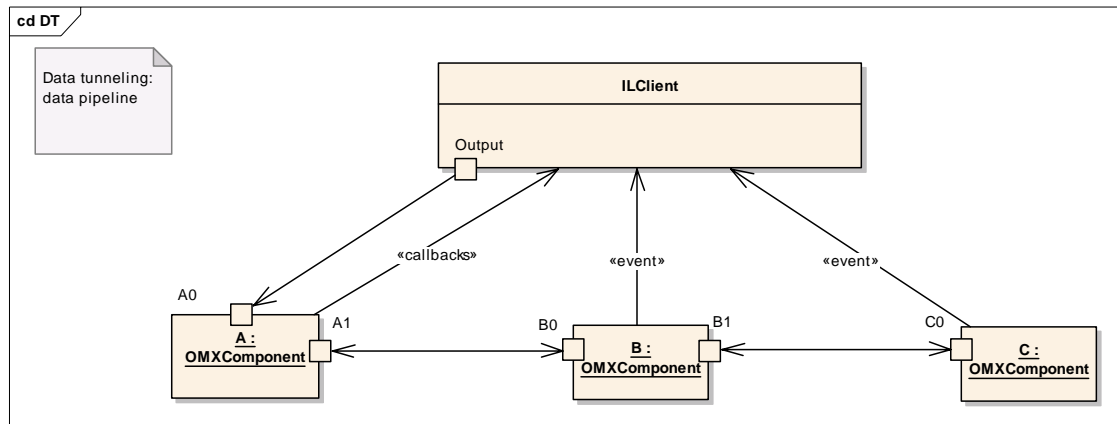 cd DT
Data tunneling:
data pipeline
ILClient
Output
«callbacks»
«event»
«event»
A0
A1
B0
B1
C0
A :
OMXComponent
B :
OMXComponent
C :
OMXComponent